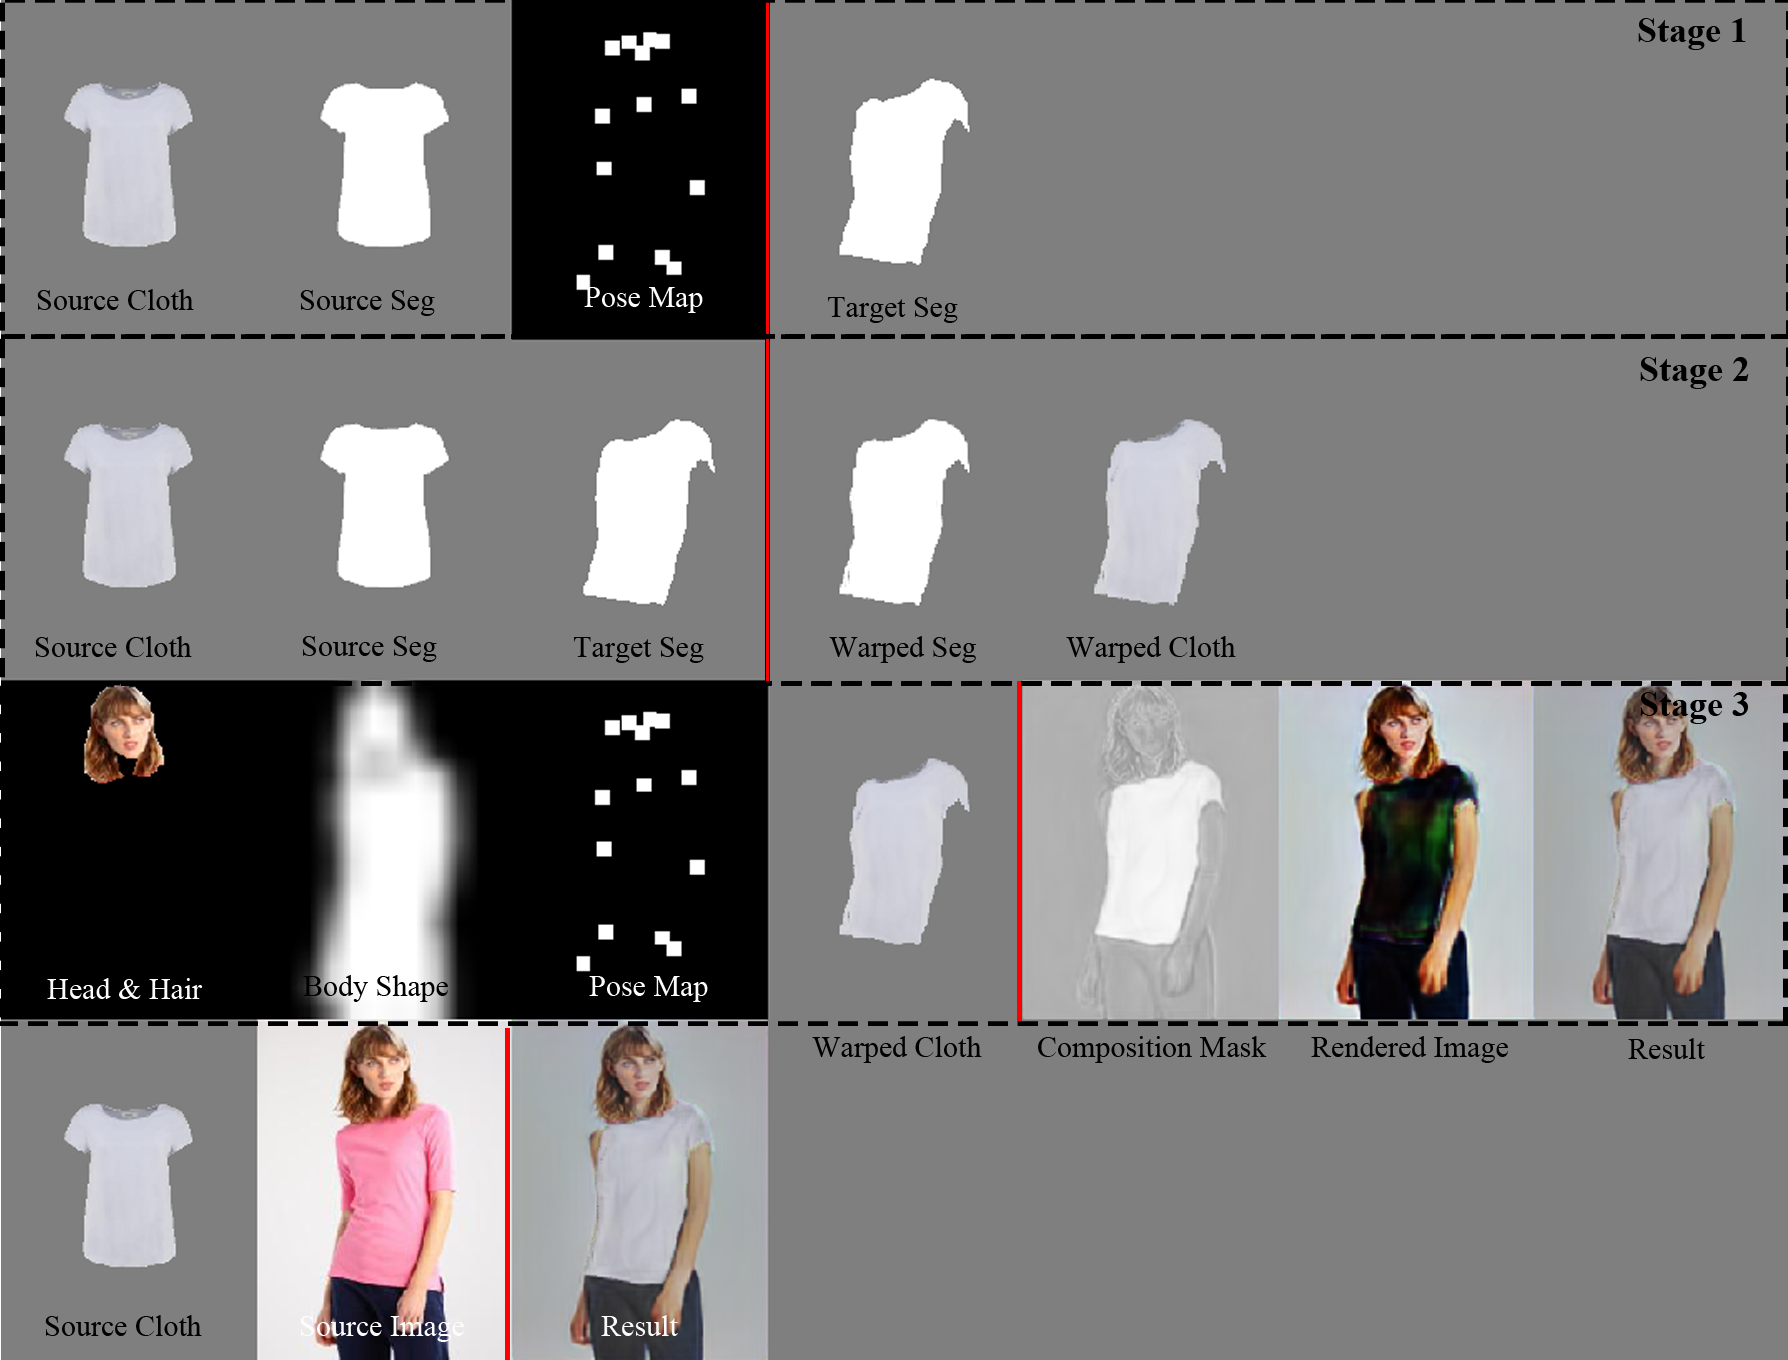 Stage 1
Source Cloth
Source Seg
Pose Map
Target Seg
Stage 2
Source Cloth
Source Seg
Target Seg
Warped Seg
Warped Cloth
Stage 3
Head & Hair
Body Shape
Pose Map
Warped Cloth
Composition Mask
Rendered Image
Result
Source Cloth
Source Image
Result